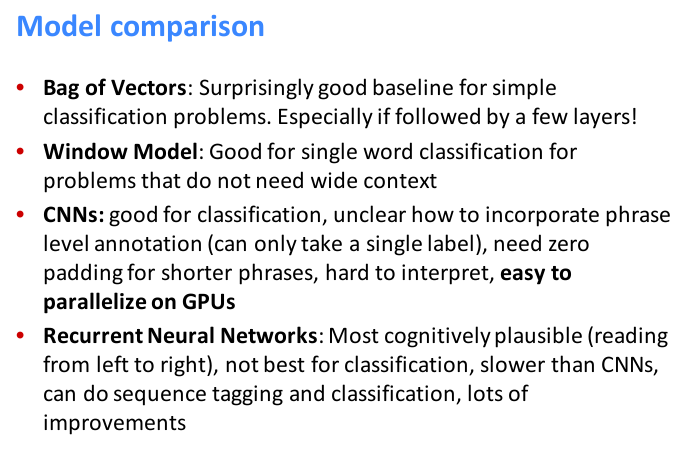 Model comparison
• Bag of Vectors: Surprisingly good baseline for simple
classification problems. Especially if followed by a few layers!
• Window Model: Good for single word classification for
problems that do not need wide context
• CNNs: good for classification, unclear how to incorporate phrase
level annotation (can only take a single label), need zero
padding for shorter phrases, hard to interpret, easy to
parallelize on GPUs
• Recurrent Neural Networks: Most cognitively plausible (reading
from left to right), not best for classification, slower than CNNs,
can do sequence tagging and classification, lots of
improvements